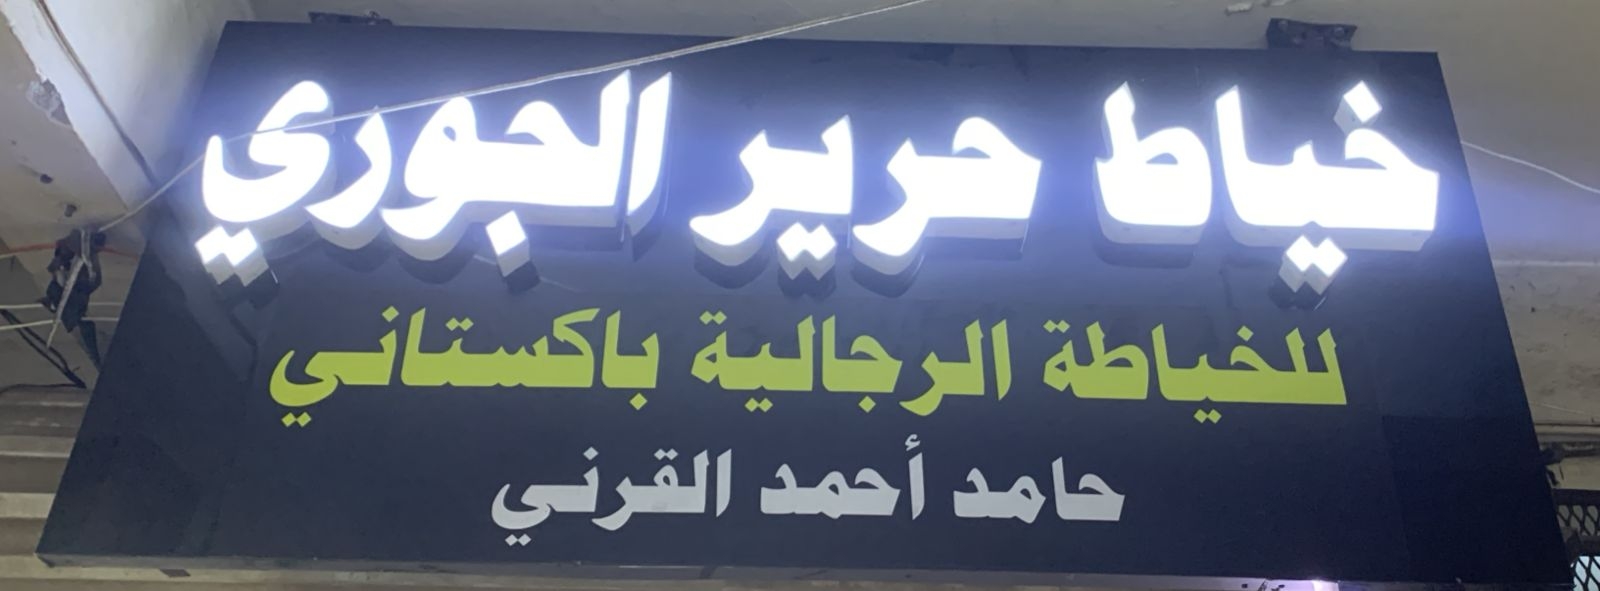 خياط حرير الجوري
للخياطة الرجالية باكستاني
حامد أحمد القرني